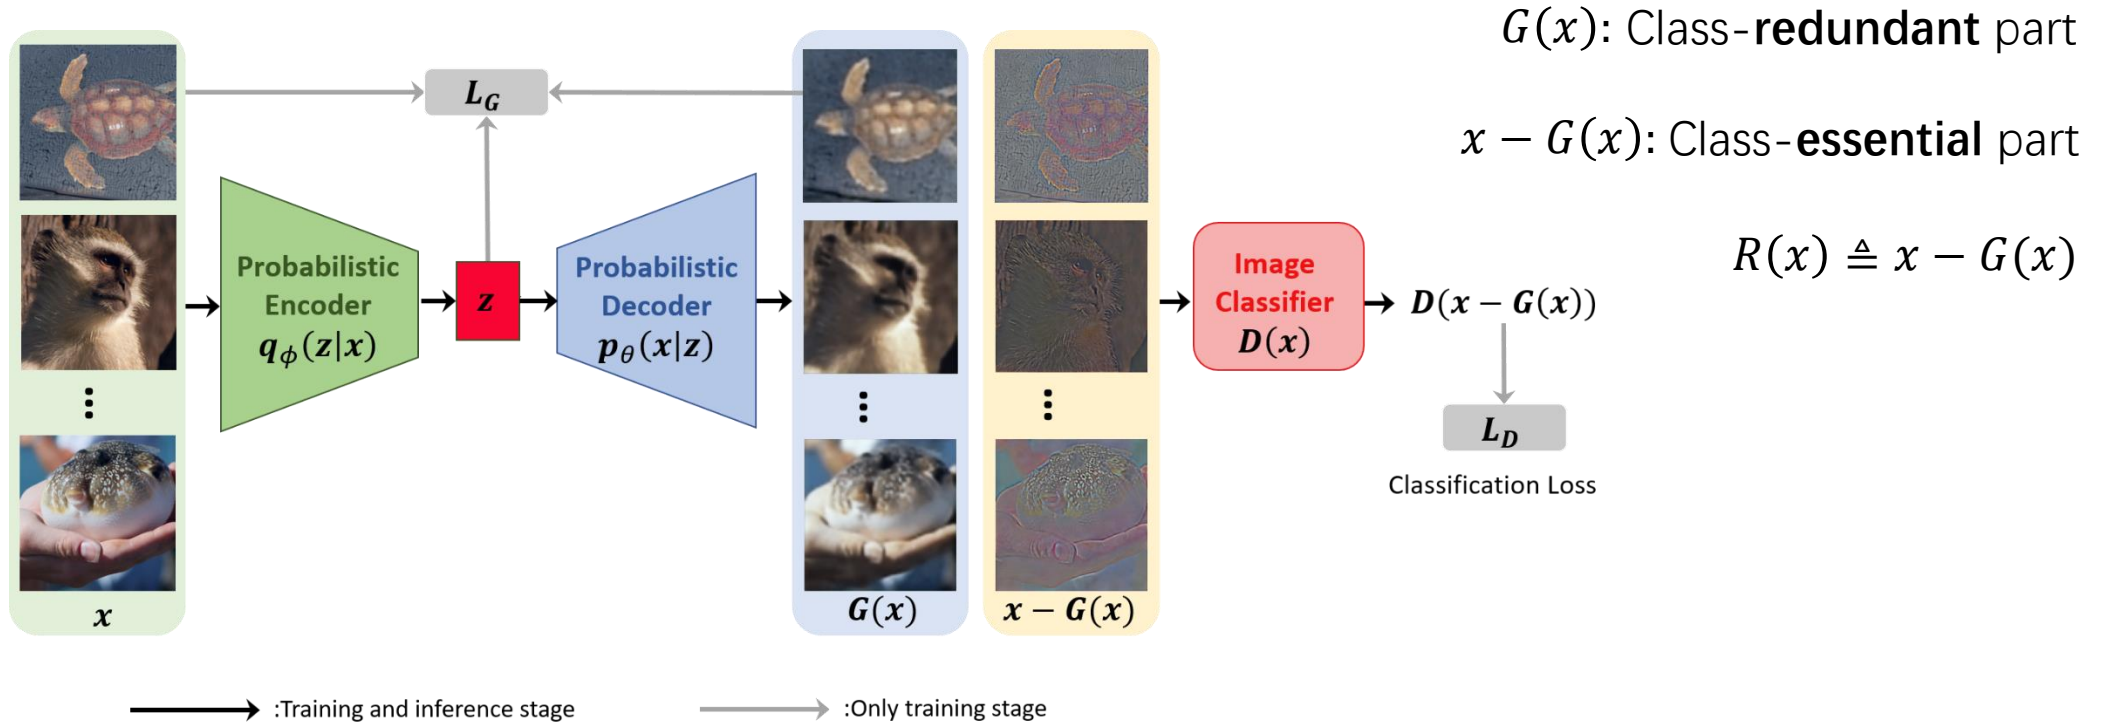 G(x): Class-redundant part
x − G(x): Class-essential part
R(x) ≜ x − G(x)
L_G
Probabilistic
Encoder
q_ϕ(z|x)
z
Probabilistic
Decoder
p_θ(x|z)
Image
Classifier
D(x)
D(x − G(x))
L_D
Classification Loss
x
G(x)
x − G(x)
:Training and inference stage
:Only training stage